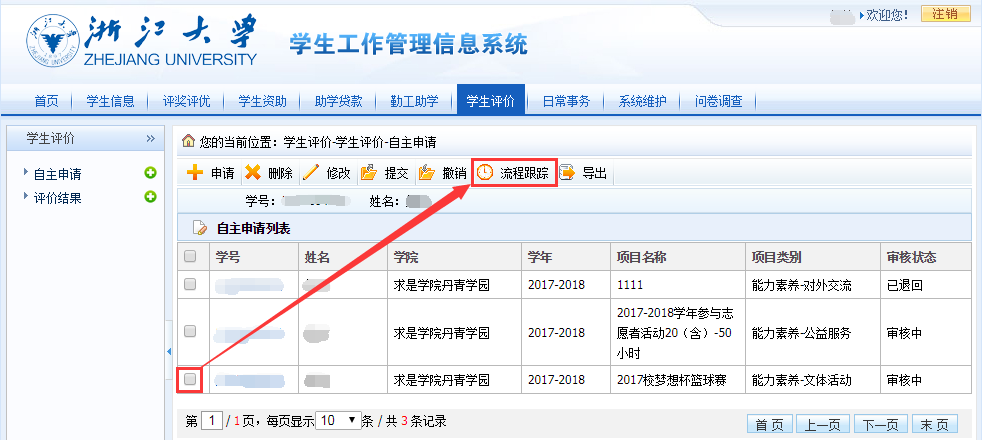 欢迎您！ 注销
浙江大学
ZHEJIANG UNIVERSITY
学生工作管理信息系统
首页 学生信息 评奖评优 学生资助 助学贷款 勤工助学 学生评价 日常事务 系统维护 问卷调查
学生评价 »
自主申请
评价结果
您的当前位置：学生评价-学生评价-自主申请
申请 删除 修改 提交 撤销 流程跟踪 导出
学号： 姓名：
自主申请列表
学号 姓名 学院 学年 项目名称 项目类别 审核状态
求是学院丹青学园 2017-2018 1111 能力素养-对外交流 已退回
求是学院丹青学园 2017-2018 2017-2018学年参与志
愿者活动20（含）-50
小时 能力素养-公益服务 审核中
求是学院丹青学园 2017-2018 2017校梦想杯篮球赛 能力素养-文体活动 审核中
第 1 / 1页，每页显示 10 条 / 共 3 条记录 首 页 上一页 下一页 末 页